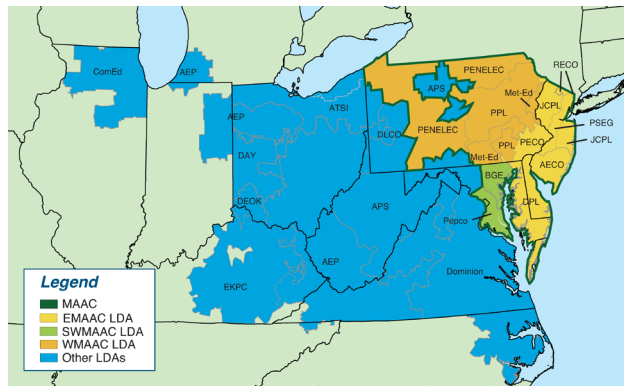 RECO
ComEd
AEP
PENELEC
APS
Met-Ed
JCPL
ATSI
AEP
PPL
PSEG
DLCO
PENELEC
PECO
JCPL
DAY
PPL
Met-Ed
AECO
BGE
DEOK
APS
DPL
Pepco
AEP
Dominion
EKPC
Legend
MAAC
EMAAC LDA
SWMAAC LDA
WMAAC LDA
Other LDAs